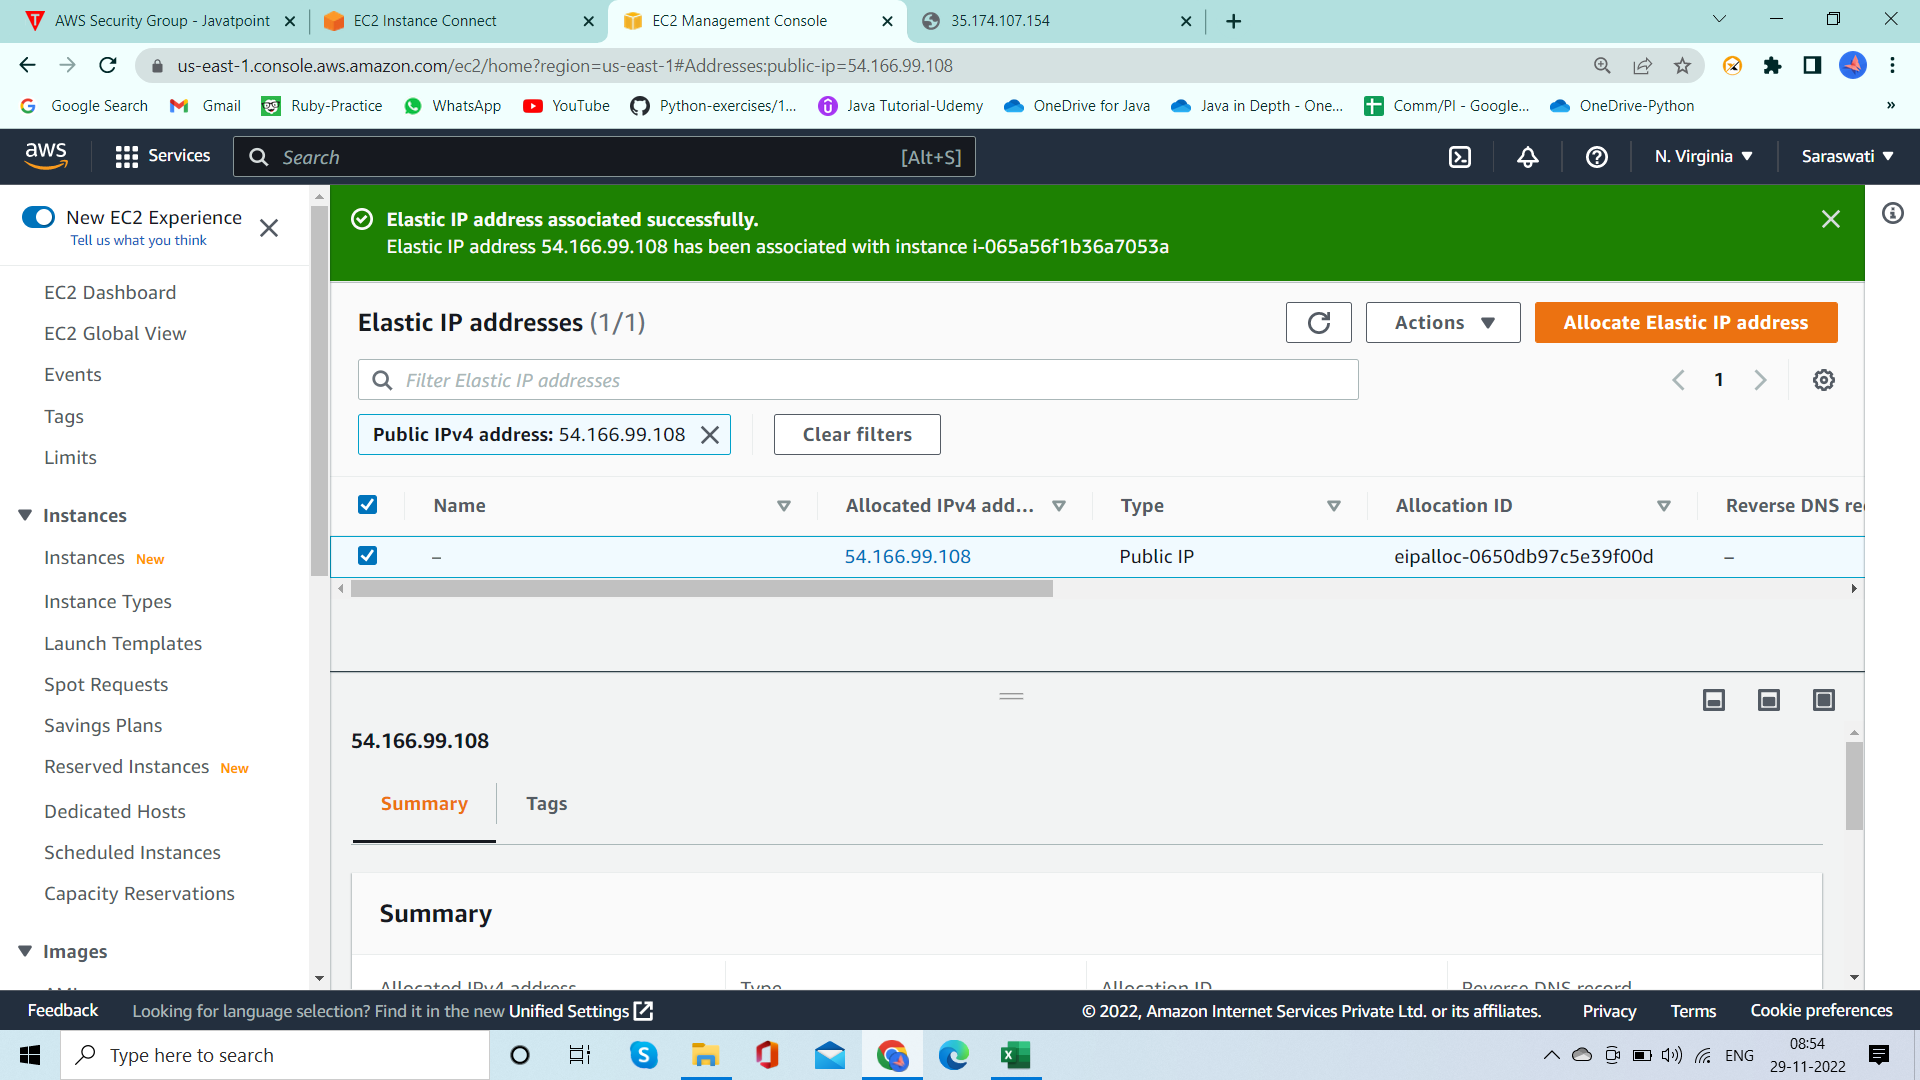 AWS Security Group - Javatpoint
EC2 Instance Connect
EC2 Management Console
35.174.107.154
us-east-1.console.aws.amazon.com/ec2/home?region=us-east-1#Addresses:public-ip=54.166.99.108
Google Search
Gmail
Ruby-Practice
WhatsApp
YouTube
Python-exercises/1...
Java Tutorial-Udemy
OneDrive for Java
Java in Depth - One...
Comm/PI - Google...
OneDrive-Python
»
aws
Services
Search
[Alt+S]
N. Virginia
Saraswati
New EC2 Experience
Tell us what you think
EC2 Dashboard
EC2 Global View
Events
Tags
Limits
Instances
Instances New
Instance Types
Launch Templates
Spot Requests
Savings Plans
Reserved Instances New
Dedicated Hosts
Scheduled Instances
Capacity Reservations
Images
Elastic IP address associated successfully.
Elastic IP address 54.166.99.108 has been associated with instance i-065a56f1b36a7053a
Elastic IP addresses (1/1)
Actions
Allocate Elastic IP address
Filter Elastic IP addresses
1
Public IPv4 address: 54.166.99.108
Clear filters
Name
Allocated IPv4 add...
Type
Allocation ID
Reverse DNS re
–
54.166.99.108
Public IP
eipalloc-0650db97c5e39f00d
–
54.166.99.108
Summary
Tags
Summary
Allocated IPv4 address
Type
Allocation ID
Reverse DNS record
Feedback
Looking for language selection? Find it in the new Unified Settings
© 2022, Amazon Internet Services Private Ltd. or its affiliates.
Privacy
Terms
Cookie preferences
Type here to search
ENG
08:54
29-11-2022